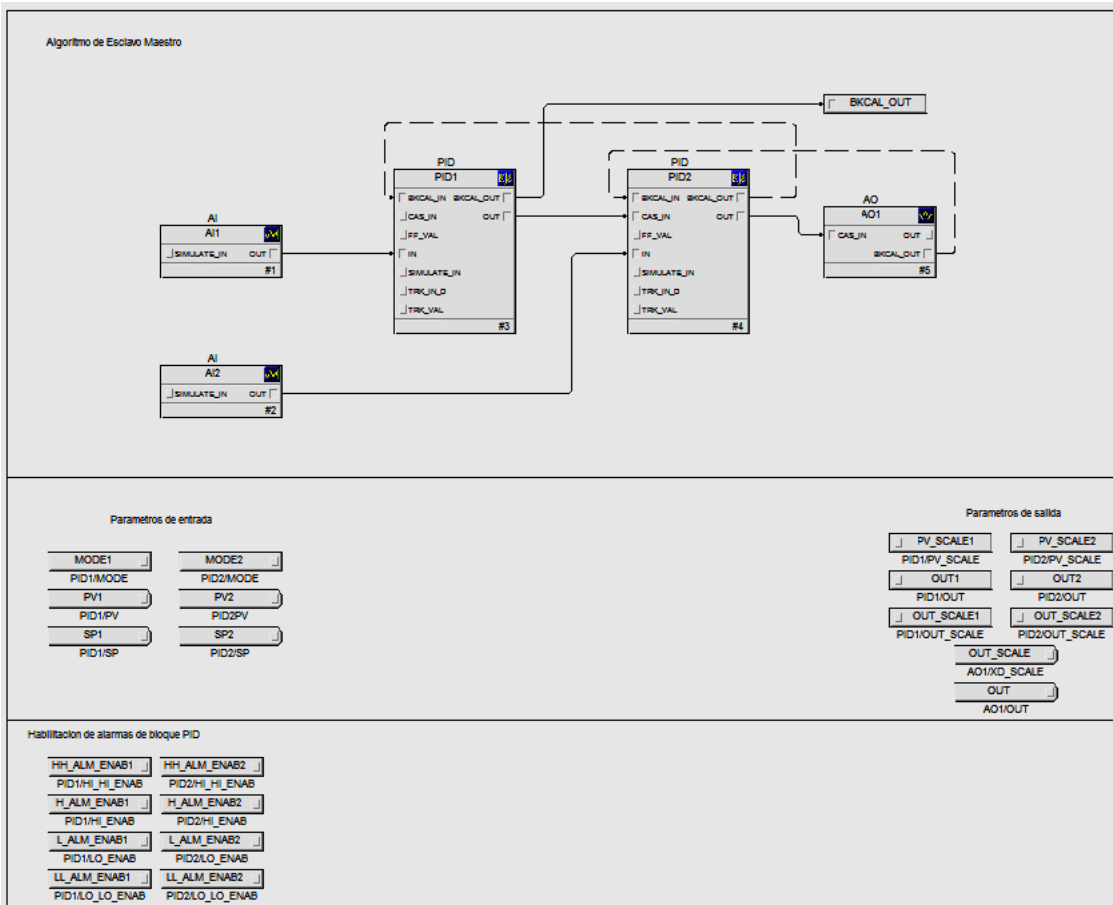 Algoritmo de Esclavo Maestro
BKCAL_OUT
PID
PID1
BKCAL_IN BKCAL_OUT
CAS_IN OUT
FF_VAL
IN
SIMULATE_IN
TRK_IN_D
TRK_VAL
#3
PID
PID2
BKCAL_IN BKCAL_OUT
CAS_IN OUT
FF_VAL
IN
SIMULATE_IN
TRK_IN_D
TRK_VAL
#4
AO
AO1
CAS_IN OUT
BKCAL_OUT
#5
AI
AI1
SIMULATE_IN OUT
#1
AI
AI2
SIMULATE_IN OUT
#2
Parametros de entrada
MODE1 MODE2
PID1/MODE PID2/MODE
PV1 PV2
PID1/PV PID2PV
SP1 SP2
PID1/SP PID2/SP
Parametros de salida
PV_SCALE1 PV_SCALE2
PID1/PV_SCALE PID2/PV_SCALE
OUT1 OUT2
PID1/OUT PID2/OUT
OUT_SCALE1 OUT_SCALE2
PID1/OUT_SCALE PID2/OUT_SCALE
OUT_SCALE
AO1/XD_SCALE
OUT
AO1/OUT
Habilitacion de alarmas de bloque PID
HH_ALM_ENAB1 HH_ALM_ENAB2
PID1/HI_HI_ENAB PID2/HI_HI_ENAB
H_ALM_ENAB1 H_ALM_ENAB2
PID1/HI_ENAB PID2/HI_ENAB
L_ALM_ENAB1 L_ALM_ENAB2
PID1/LO_ENAB PID2/LO_ENAB
LL_ALM_ENAB1 LL_ALM_ENAB2
PID1/LO_LO_ENAB PID2/LO_LO_ENAB